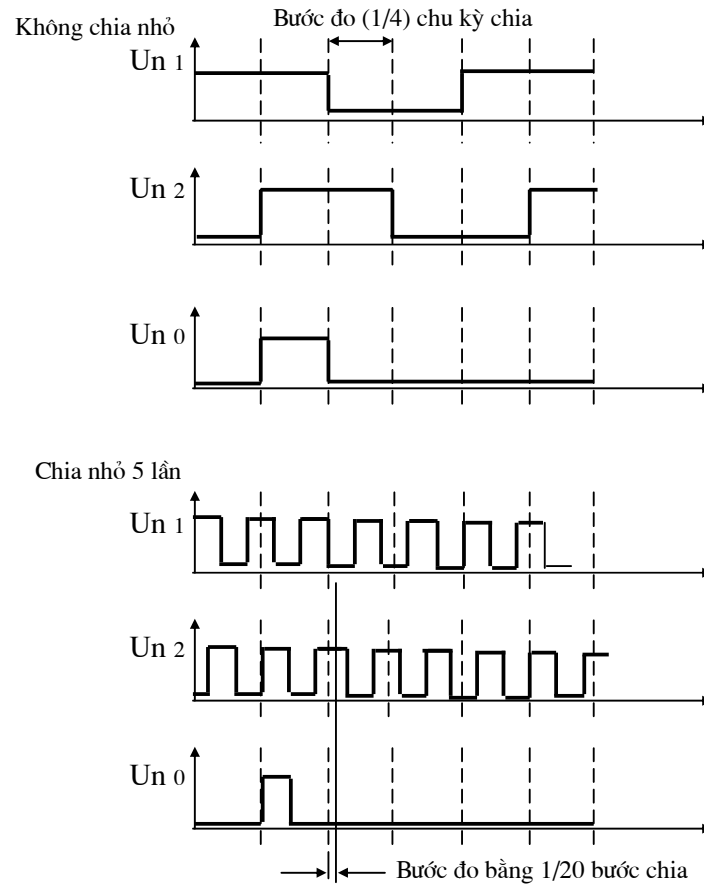 Không chia nhỏ
Bước đo (1/4) chu kỳ chia
Un 1
Un 2
Un 0
Chia nhỏ 5 lần
Un 1
Un 2
Un 0
Bước đo bằng 1/20 bước chia